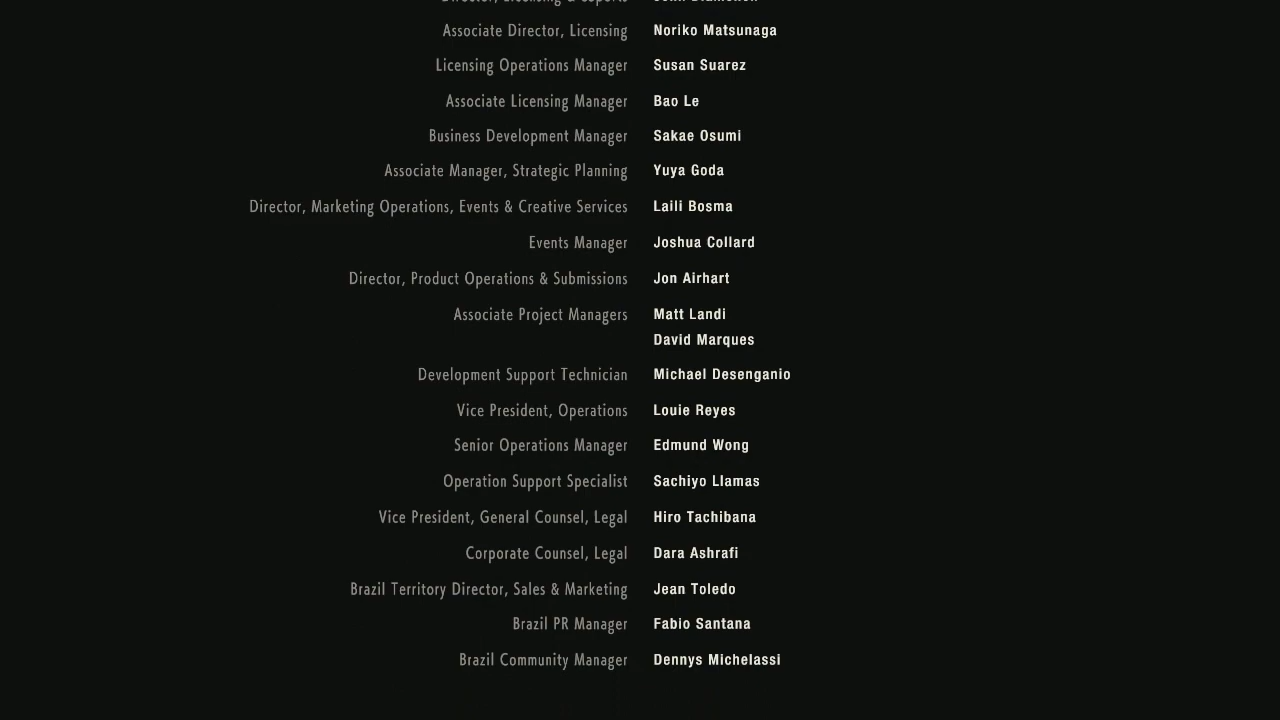 Associate Director, Licensing Noriko Matsunaga
Licensing Operations Manager Susan Suarez
Associate Licensing Manager Bao Le
Business Development Manager Sakae Osumi
Associate Manager, Strategic Planning Yuya Goda
Director, Marketing Operations, Events & Creative Services Laili Bosma
Events Manager Joshua Collard
Director, Product Operations & Submissions Jon Airhart
Associate Project Managers Matt Landi
David Marques
Development Support Technician Michael Desenganio
Vice President, Operations Louie Reyes
Senior Operations Manager Edmund Wong
Operation Support Specialist Sachiyo Llamas
Vice President, General Counsel, Legal Hiro Tachibana
Corporate Counsel, Legal Dara Ashrafi
Brazil Territory Director, Sales & Marketing Jean Toledo
Brazil PR Manager Fabio Santana
Brazil Community Manager Dennys Michelassi